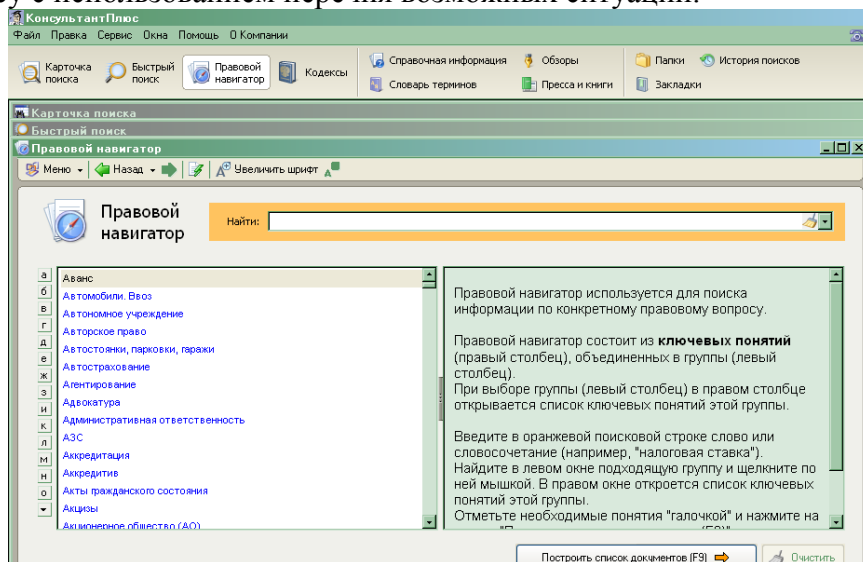 с использованием перечня возможных ситуаций.
КонсультантПлюс
Файл Правка Сервис Окна Помощь О Компании
Карточка поиска
Быстрый поиск
Правовой навигатор
Кодексы
Справочная информация
Обзоры
Папки
История поисков
Словарь терминов
Пресса и книги
Закладки
Карточка поиска
Быстрый поиск
Правовой навигатор
Меню Назад Увеличить шрифт
Правовой
навигатор
Найти:
а
б
в
г
д
е
ж
з
и
к
л
м
н
о
Аванс
Автомобили. Ввоз
Автономное учреждение
Авторское право
Автостоянки, парковки, гаражи
Автострахование
Агентирование
Адвокатура
Административная ответственность
АЗС
Аккредитация
Аккредитив
Акты гражданского состояния
Акцизы
Акционерное общество (АО)
Правовой навигатор используется для поиска
информации по конкретному правовому вопросу.
Правовой навигатор состоит из ключевых понятий
(правый столбец), объединенных в группы (левый
столбец).
При выборе группы (левый столбец) в правом столбце
открывается список ключевых понятий этой группы.
Введите в оранжевой поисковой строке слово или
словосочетание (например, "налоговая ставка").
Найдите в левом окне подходящую группу и щелкните по
ней мышкой. В правом окне откроется список ключевых
понятий этой группы.
Отметьте необходимые понятия "галочкой" и нажмите на
Построить список документов (F9)
Очистить